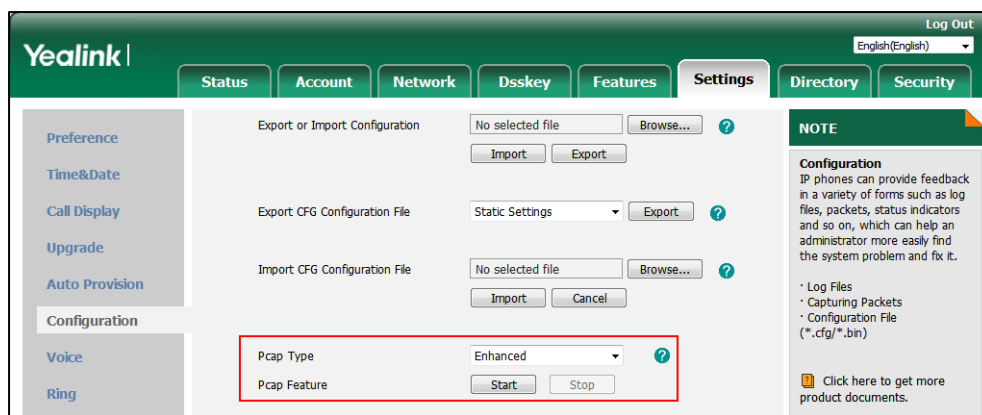 Log Out
Yealink
English(English)
Status Account Network Dsskey Features Settings Directory Security
Preference
Time&Date
Call Display
Upgrade
Auto Provision
Configuration
Voice
Ring
Export or Import Configuration No selected file Browse...
Import Export
Export CFG Configuration File Static Settings Export
Import CFG Configuration File No selected file Browse...
Import Cancel
Pcap Type Enhanced
Pcap Feature Start Stop
NOTE
Configuration
IP phones can provide feedback
in a variety of forms such as log
files, packets, status indicators
and so on, which can help an
administrator more easily find
the system problem and fix it.
· Log Files
· Capturing Packets
· Configuration File
(*.cfg/*.bin)
Click here to get more
product documents.